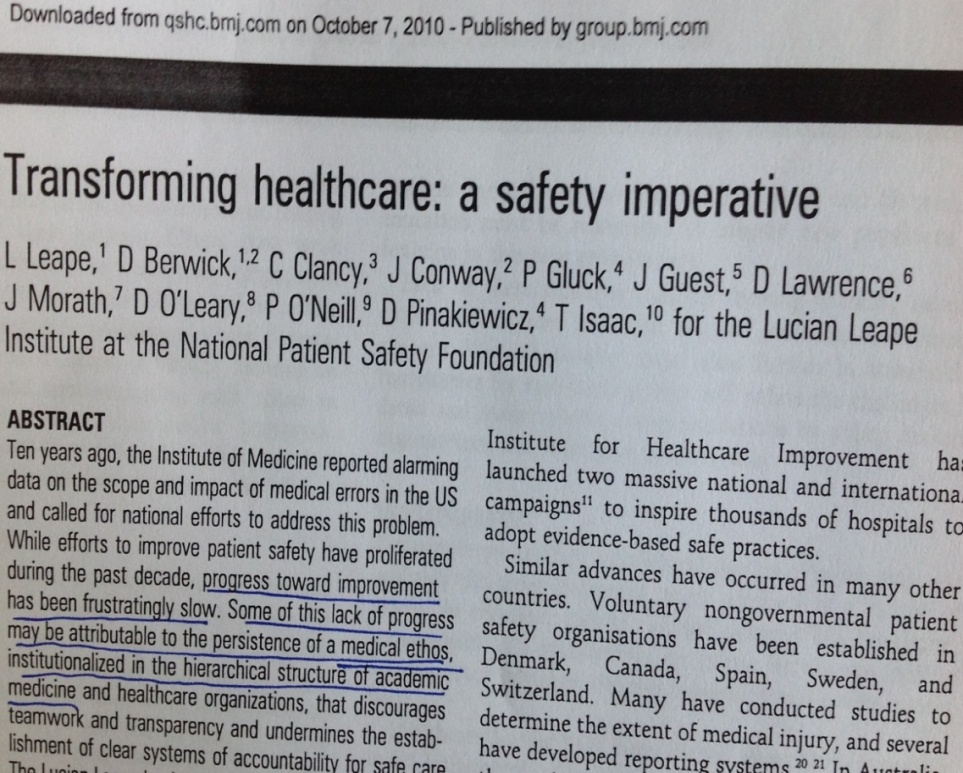 Downloaded from qshc.bmj.com on October 7, 2010 - Published by group.bmj.com
Transforming healthcare: a safety imperative
L Leape,¹ D Berwick,¹,² C Clancy,³ J Conway,² P Gluck,⁴ J Guest,⁵ D Lawrence,⁶
J Morath,⁷ D O'Leary,⁸ P O'Neill,⁹ D Pinakiewicz,⁴ T Isaac,¹⁰ for the Lucian Leape
Institute at the National Patient Safety Foundation
ABSTRACT
Ten years ago, the Institute of Medicine reported alarming
data on the scope and impact of medical errors in the US
and called for national efforts to address this problem.
While efforts to improve patient safety have proliferated
during the past decade, progress toward improvement
has been frustratingly slow. Some of this lack of progress
may be attributable to the persistence of a medical ethos,
institutionalized in the hierarchical structure of academic
medicine and healthcare organizations, that discourages
teamwork and transparency and undermines the estab-
lishment of clear systems of accountability for safe care.
The Lucian
Institute for Healthcare Improvement has
launched two massive national and international
campaigns¹¹ to inspire thousands of hospitals to
adopt evidence-based safe practices.
Similar advances have occurred in many other
countries. Voluntary nongovernmental patient
safety organisations have been established in
Denmark, Canada, Spain, Sweden, and
Switzerland. Many have conducted studies to
determine the extent of medical injury, and several
have developed reporting systems.²⁰ ²¹ In